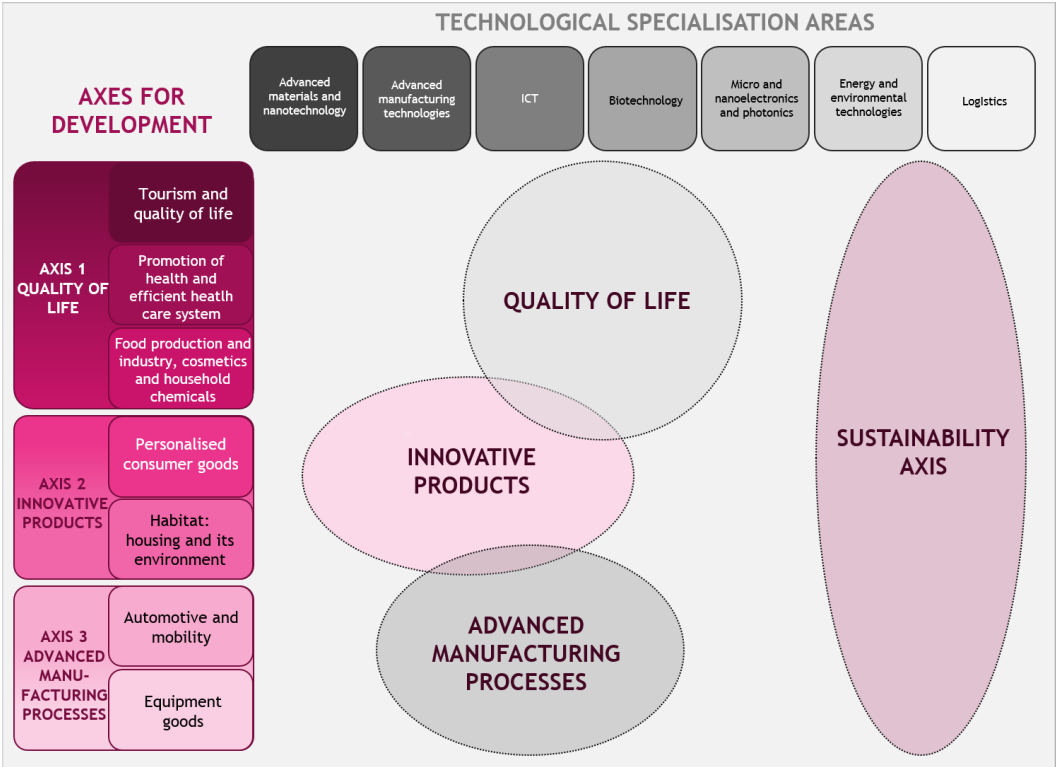 TECHNOLOGICAL SPECIALISATION AREAS
AXES FOR
DEVELOPMENT
Advanced
materials and
nanotechnology
Advanced
manufacturing
technologies
ICT
Biotechnology
Micro and
nanoelectronics
and photonics
Energy and
environmental
technologies
Logistics
AXIS 1
QUALITY OF
LIFE
Tourism and
quality of life
Promotion of
health and
efficient heatlh
care system
Food production and
industry, cosmetics
and household
chemicals
AXIS 2
INNOVATIVE
PRODUCTS
Personalised
consumer goods
Habitat:
housing and its
environment
AXIS 3
ADVANCED
MANU-
FACTURING
PROCESSES
Automotive and
mobility
Equipment
goods
QUALITY OF LIFE
INNOVATIVE
PRODUCTS
ADVANCED
MANUFACTURING
PROCESSES
SUSTAINABILITY
AXIS